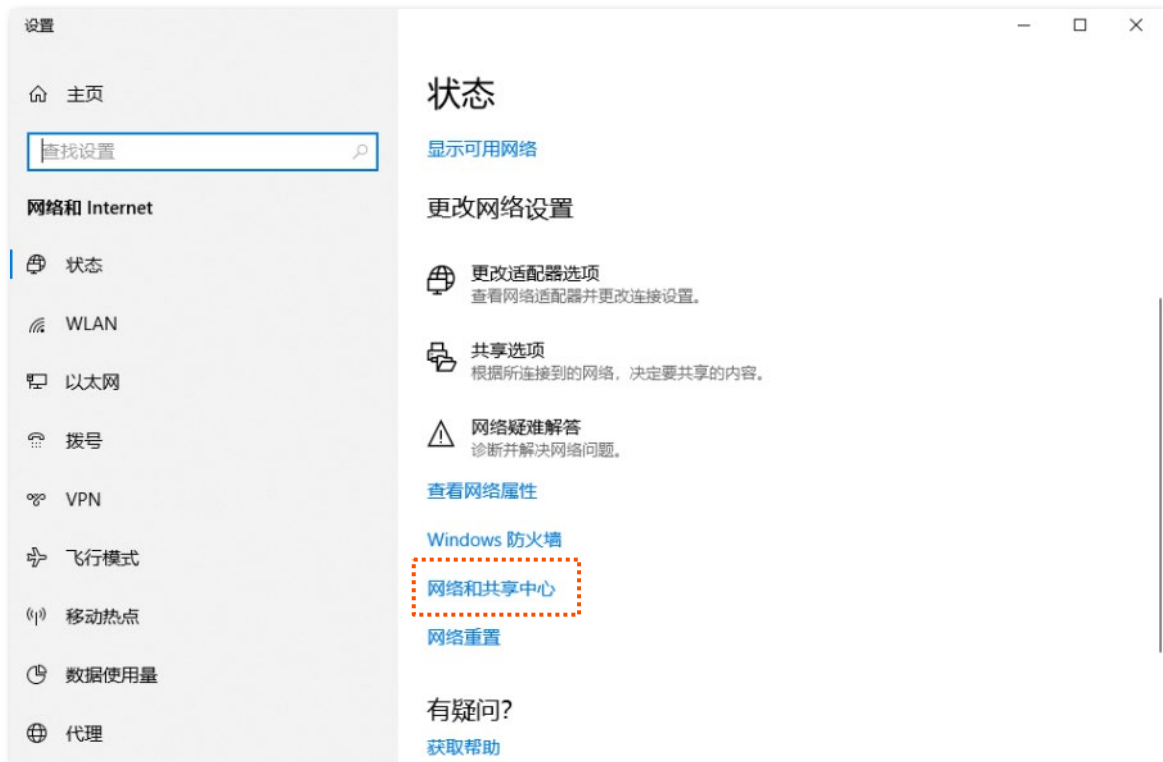 设置
主页
查找设置
网络和 Internet
状态
WLAN
以太网
拨号
VPN
飞行模式
移动热点
数据使用量
代理
状态
显示可用网络
更改网络设置
更改适配器选项
查看网络适配器并更改连接设置。
共享选项
根据所连接到的网络，决定要共享的内容。
网络疑难解答
诊断并解决网络问题。
查看网络属性
Windows 防火墙
网络和共享中心
网络重置
有疑问?
获取帮助